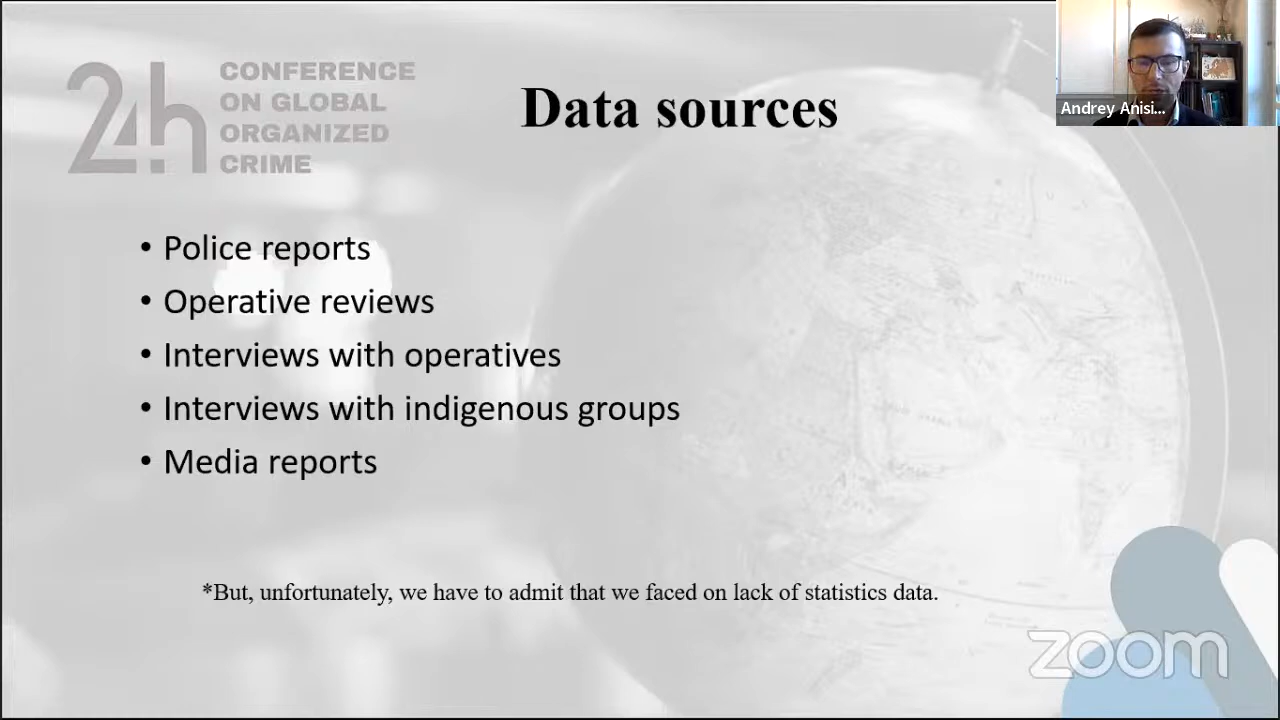 24h
CONFERENCE
ON GLOBAL
ORGANIZED
CRIME
Data sources
Andrey Anisi...
• Police reports
• Operative reviews
• Interviews with operatives
• Interviews with indigenous groups
• Media reports
*But, unfortunately, we have to admit that we faced on lack of statistics data.
zoom